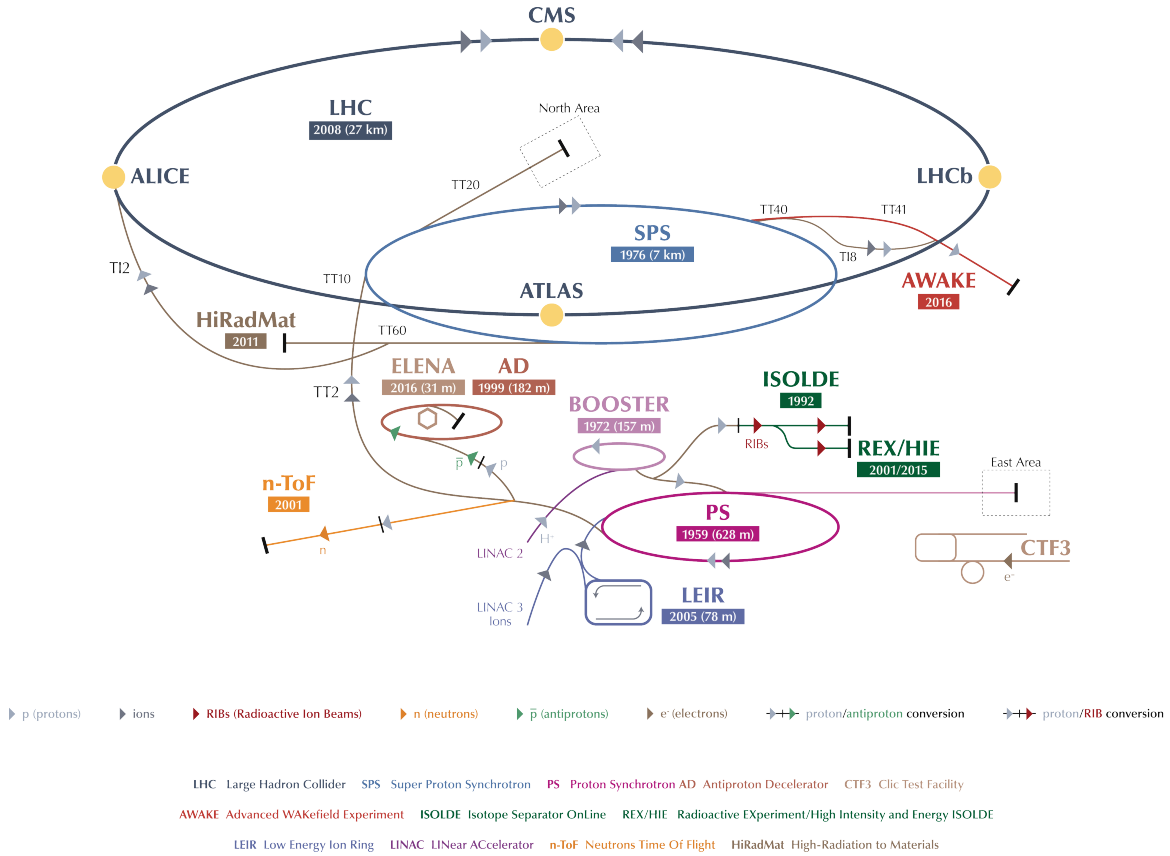 CMS
LHC
2008 (27 km)
North Area
ALICE
LHCb
TT20
TT40
TT41
SPS
1976 (7 km)
TI8
TI2
TT10
AWAKE
2016
ATLAS
HiRadMat
2011
TT60
ELENA
2016 (31 m)
AD
1999 (182 m)
TT2
ISOLDE
1992
BOOSTER
1972 (157 m)
RIBs
REX/HIE
2001/2015
p̅
p
East Area
n-ToF
2001
n
PS
1959 (628 m)
H⁻
LINAC 2
CTF3
e⁻
LEIR
2005 (78 m)
LINAC 3
Ions
p (protons) ions RIBs (Radioactive Ion Beams) n (neutrons) p̅ (antiprotons) e⁻ (electrons) proton/antiproton conversion proton/RIB conversion
LHC Large Hadron Collider SPS Super Proton Synchrotron PS Proton Synchrotron AD Antiproton Decelerator CTF3 Clic Test Facility
AWAKE Advanced WAKefield Experiment ISOLDE Isotope Separator OnLine REX/HIE Radioactive EXperiment/High Intensity and Energy ISOLDE
LEIR Low Energy Ion Ring LINAC LINear ACcelerator n-ToF Neutrons Time Of Flight HiRadMat High-Radiation to Materials